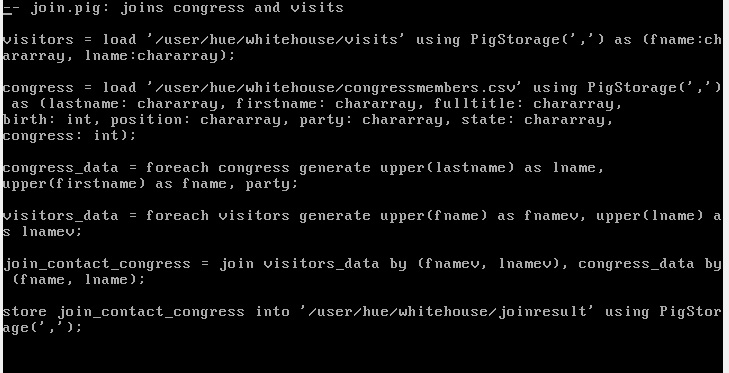 -- join.pig: joins congress and visits
visitors = load '/user/hue/whitehouse/visits' using PigStorage(',') as (fname:ch
ararray, lname:chararray);
congress = load '/user/hue/whitehouse/congressmembers.csv' using PigStorage(',')
 as (lastname: chararray, firstname: chararray, fulltitle: chararray,
birth: int, position: chararray, party: chararray, state: chararray,
congress: int);
congress_data = foreach congress generate upper(lastname) as lname,
upper(firstname) as fname, party;
visitors_data = foreach visitors generate upper(fname) as fnamev, upper(lname) a
s lnamev;
join_contact_congress = join visitors_data by (fnamev, lnamev), congress_data by
 (fname, lname);
store join_contact_congress into '/user/hue/whitehouse/joinresult' using PigStor
age(',');